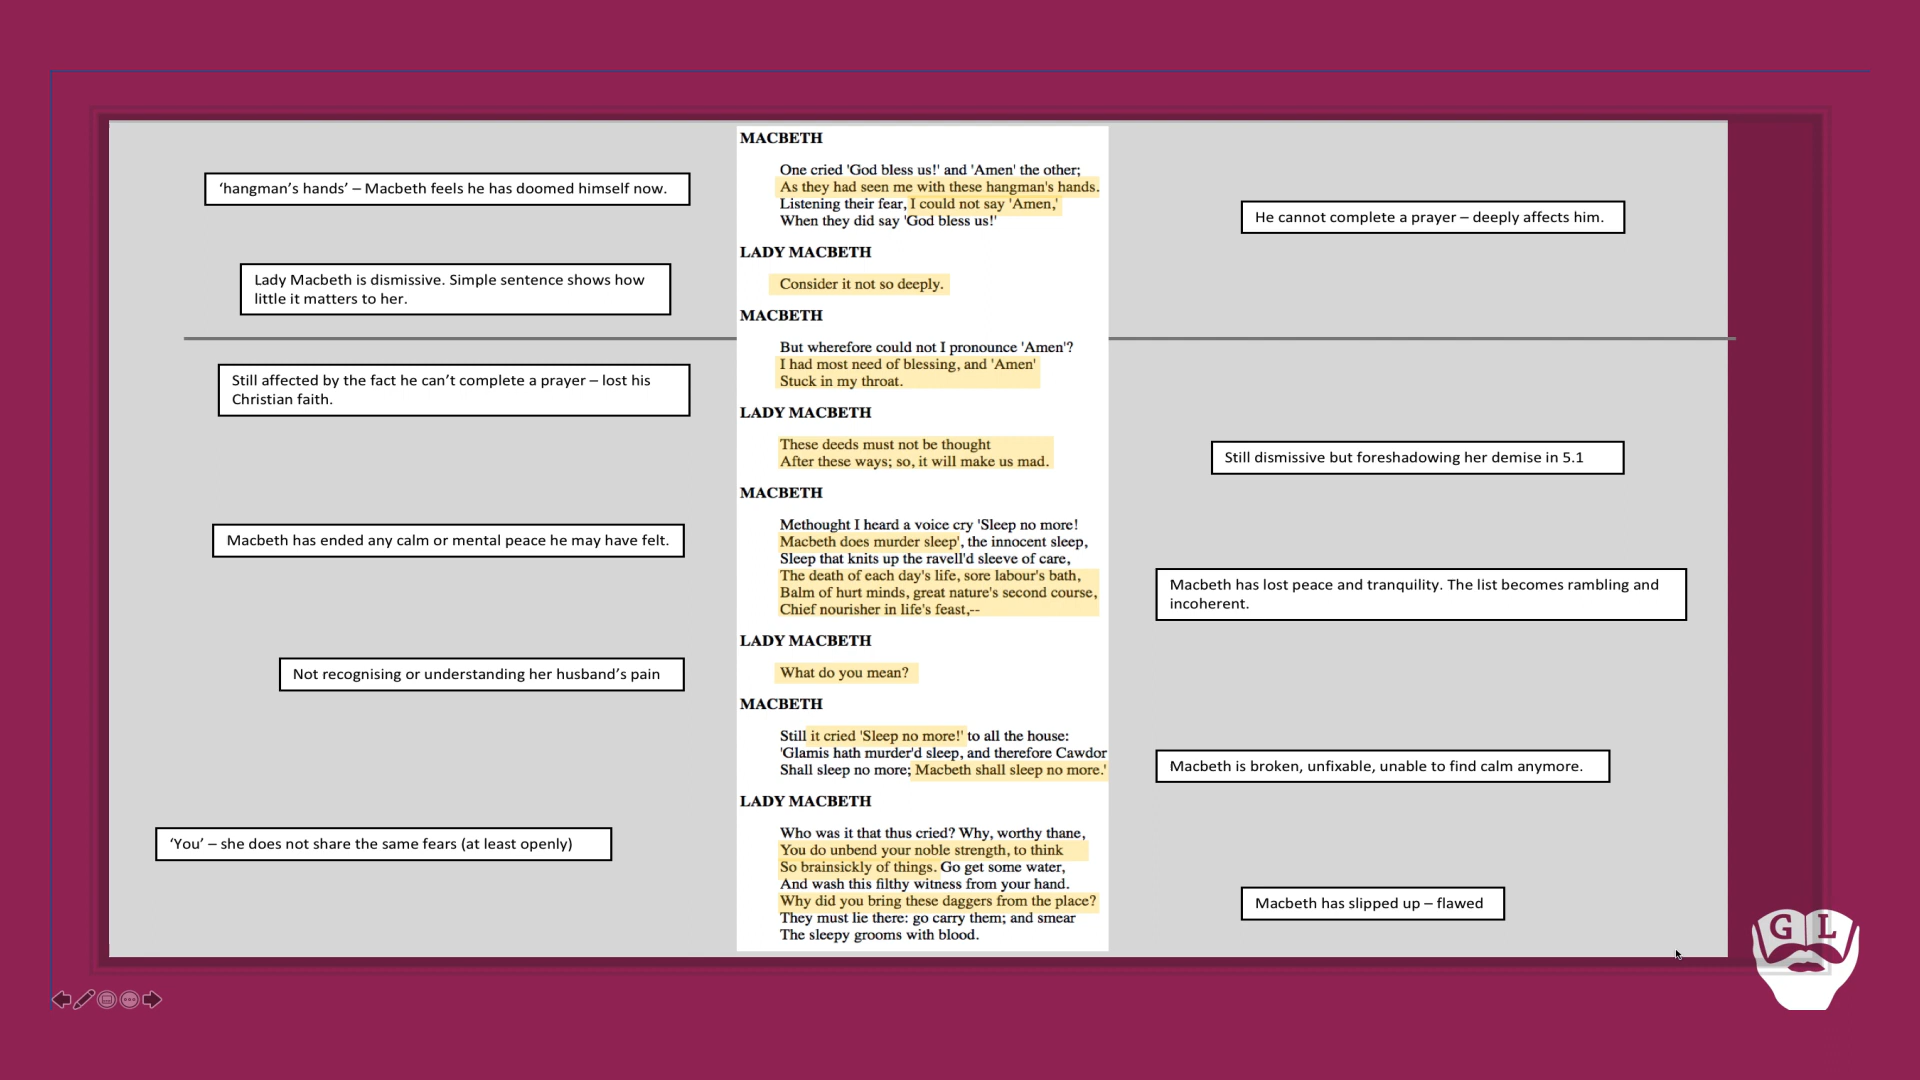 MACBETH
One cried 'God bless us!' and 'Amen' the other;
As they had seen me with these hangman's hands.
Listening their fear, I could not say 'Amen,'
When they did say 'God bless us!'
LADY MACBETH
Consider it not so deeply.
MACBETH
But wherefore could not I pronounce 'Amen'?
I had most need of blessing, and 'Amen'
Stuck in my throat.
LADY MACBETH
These deeds must not be thought
After these ways; so, it will make us mad.
MACBETH
Methought I heard a voice cry 'Sleep no more!
Macbeth does murder sleep', the innocent sleep,
Sleep that knits up the ravell'd sleeve of care,
The death of each day's life, sore labour's bath,
Balm of hurt minds, great nature's second course,
Chief nourisher in life's feast,--
LADY MACBETH
What do you mean?
MACBETH
Still it cried 'Sleep no more!' to all the house:
'Glamis hath murder'd sleep, and therefore Cawdor
Shall sleep no more; Macbeth shall sleep no more.'
LADY MACBETH
Who was it that thus cried? Why, worthy thane,
You do unbend your noble strength, to think
So brainsickly of things. Go get some water,
And wash this filthy witness from your hand.
Why did you bring these daggers from the place?
They must lie there: go carry them; and smear
The sleepy grooms with blood.
‘hangman’s hands’ – Macbeth feels he has doomed himself now.
Lady Macbeth is dismissive. Simple sentence shows how
little it matters to her.
Still affected by the fact he can’t complete a prayer – lost his
Christian faith.
Macbeth has ended any calm or mental peace he may have felt.
Not recognising or understanding her husband’s pain
‘You’ – she does not share the same fears (at least openly)
He cannot complete a prayer – deeply affects him.
Still dismissive but foreshadowing her demise in 5.1
Macbeth has lost peace and tranquility. The list becomes rambling and
incoherent.
Macbeth is broken, unfixable, unable to find calm anymore.
Macbeth has slipped up – flawed
G L